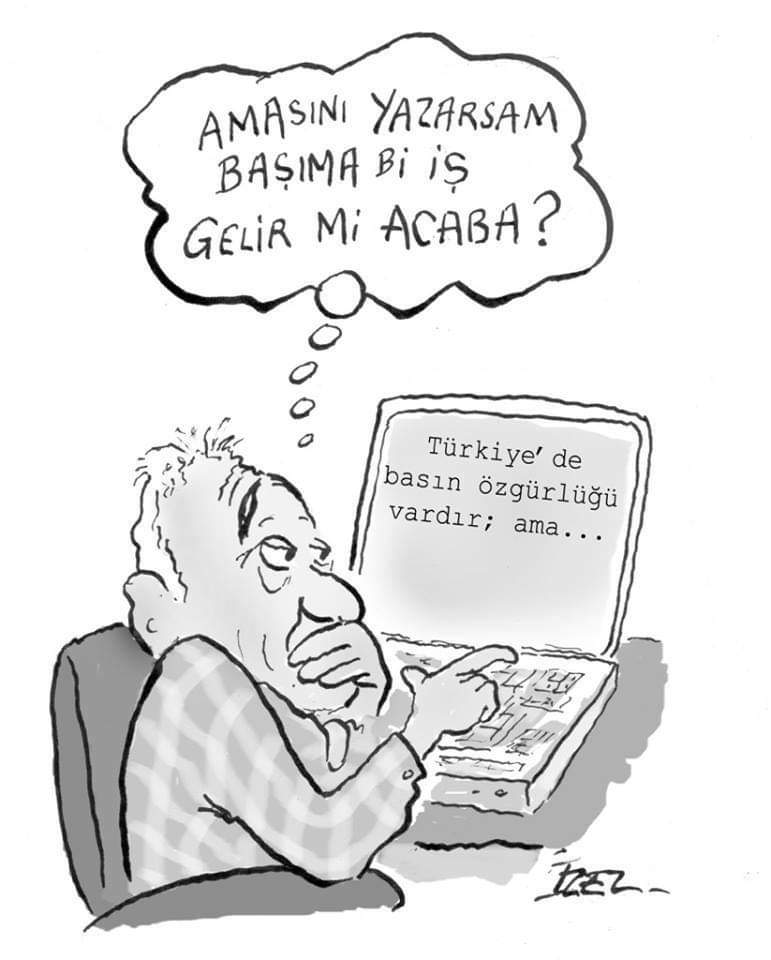 AMASINI YAZARSAM
BAŞIMA Bİ İŞ
GELİR Mİ ACABA?
Türkiye'de
basın özgürlüğü
vardır; ama...
İZEL